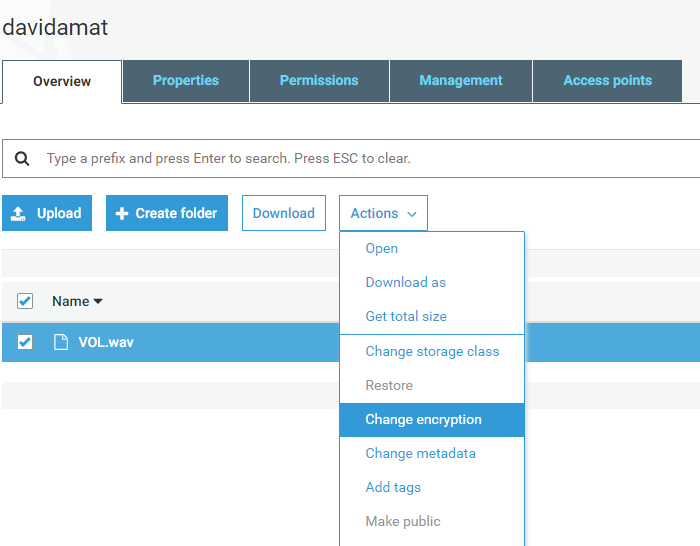 davidamat
Overview Properties Permissions Management Access points
Type a prefix and press Enter to search. Press ESC to clear.
Upload Create folder Download Actions
Open
Download as
Get total size
Name
Change storage class
VOL.wav
Restore
Change encryption
Change metadata
Add tags
Make public